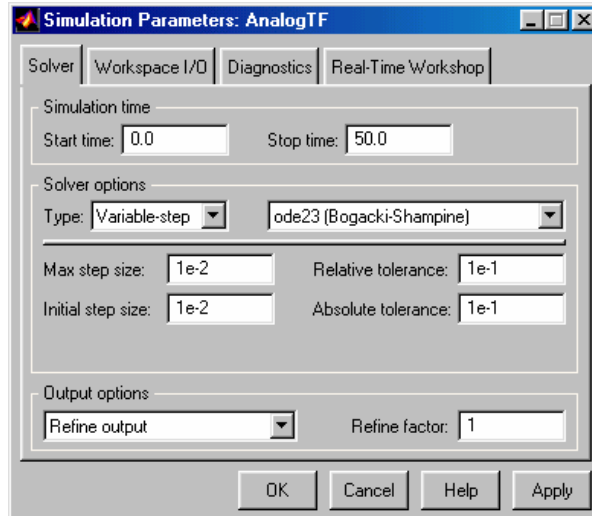 Simulation Parameters: AnalogTF
Solver Workspace I/O Diagnostics Real-Time Workshop
Simulation time
Start time: 0.0 Stop time: 50.0
Solver options
Type: Variable-step ode23 (Bogacki-Shampine)
Max step size: 1e-2 Relative tolerance: 1e-1
Initial step size: 1e-2 Absolute tolerance: 1e-1
Output options
Refine output Refine factor: 1
OK Cancel Help Apply